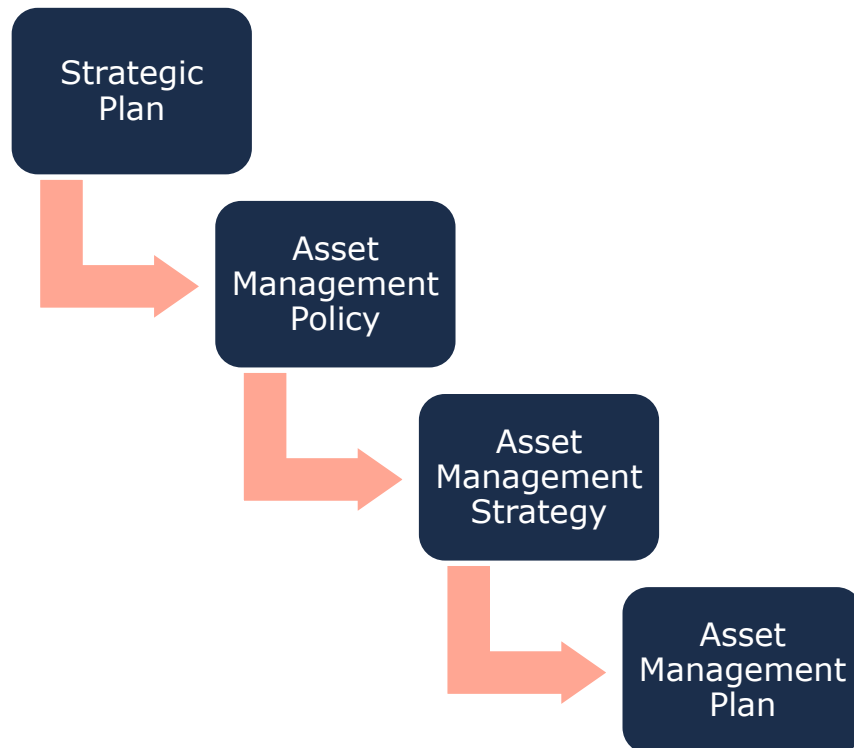 Strategic
Plan
Asset
Management
Policy
Asset
Management
Strategy
Asset
Management
Plan